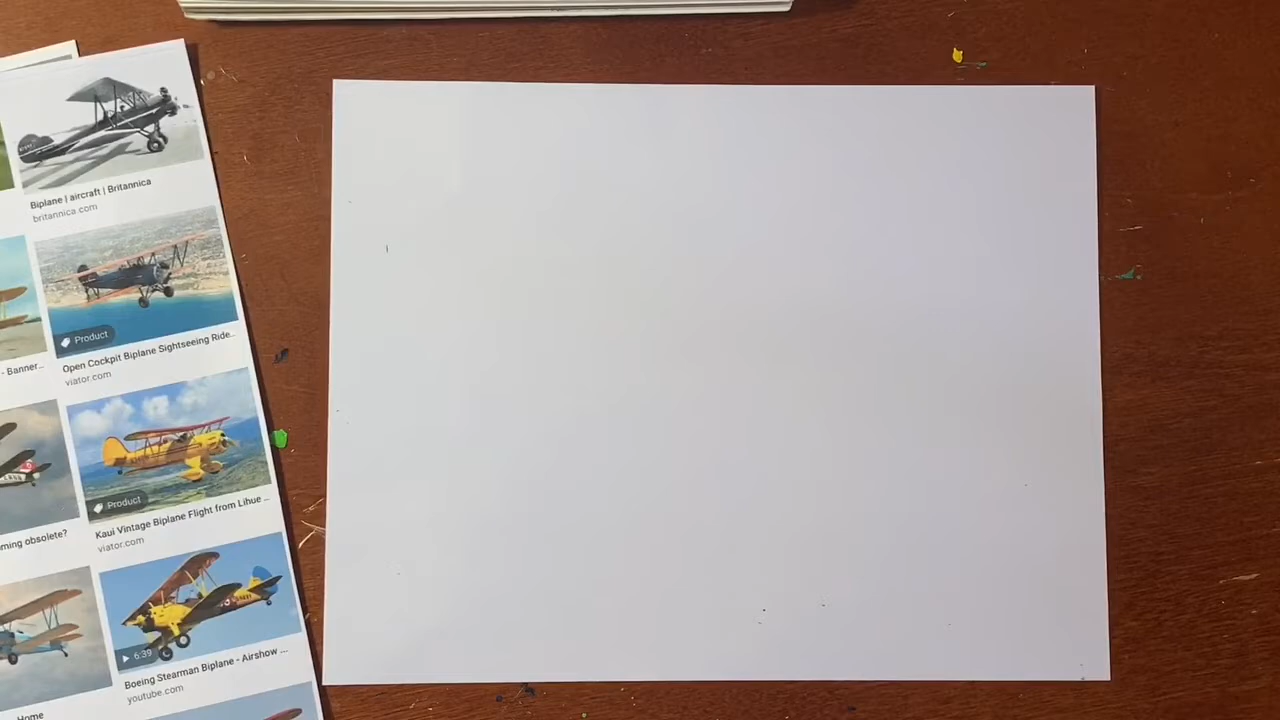 Biplane | aircraft | Britannica
britannica.com
Product
Open Cockpit Biplane Sightseeing Ride...
viator.com
- Banner...
Product
Kaui Vintage Biplane Flight from Lihue ...
viator.com
ming obsolete?
6:39
Boeing Stearman Biplane - Airshow ...
youtube.com
Home